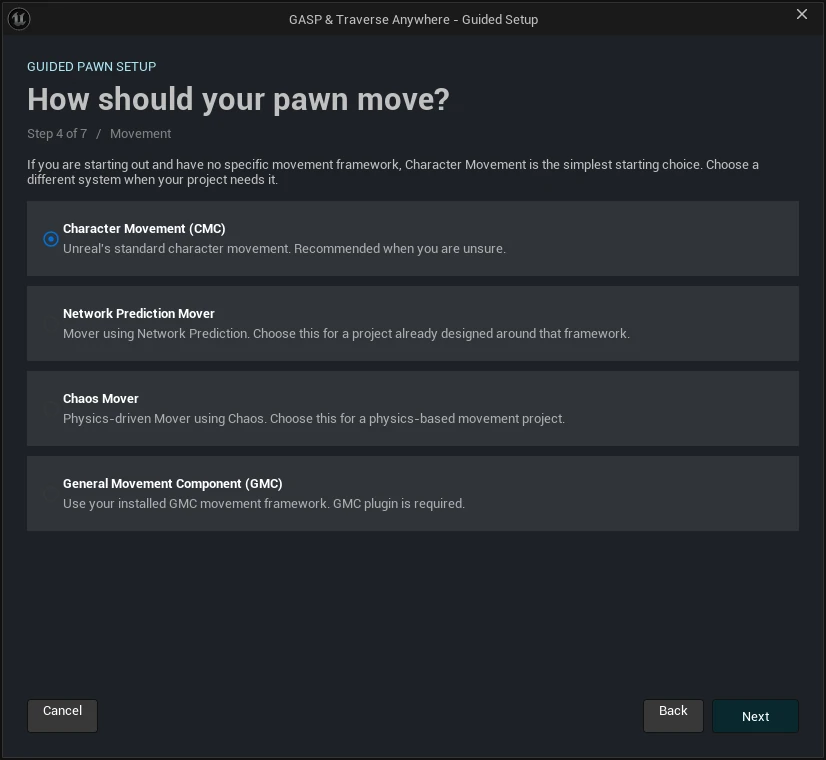 GASP & Traverse Anywhere - Guided Setup
GUIDED PAWN SETUP
How should your pawn move?
Step 4 of 7 / Movement
If you are starting out and have no specific movement framework, Character Movement is the simplest starting choice. Choose a
different system when your project needs it.
Character Movement (CMC)
Unreal's standard character movement. Recommended when you are unsure.
Network Prediction Mover
Mover using Network Prediction. Choose this for a project already designed around that framework.
Chaos Mover
Physics-driven Mover using Chaos. Choose this for a physics-based movement project.
General Movement Component (GMC)
Use your installed GMC movement framework. GMC plugin is required.
Cancel
Back
Next